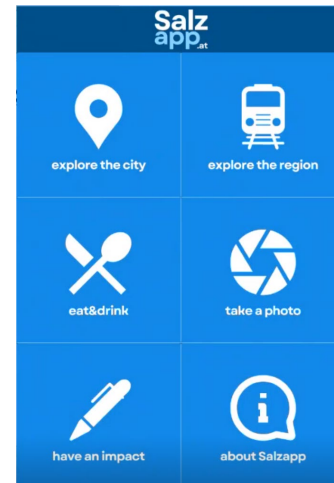 Salz
app.at
explore the city
explore the region
eat&drink
take a photo
have an impact
about Salzapp